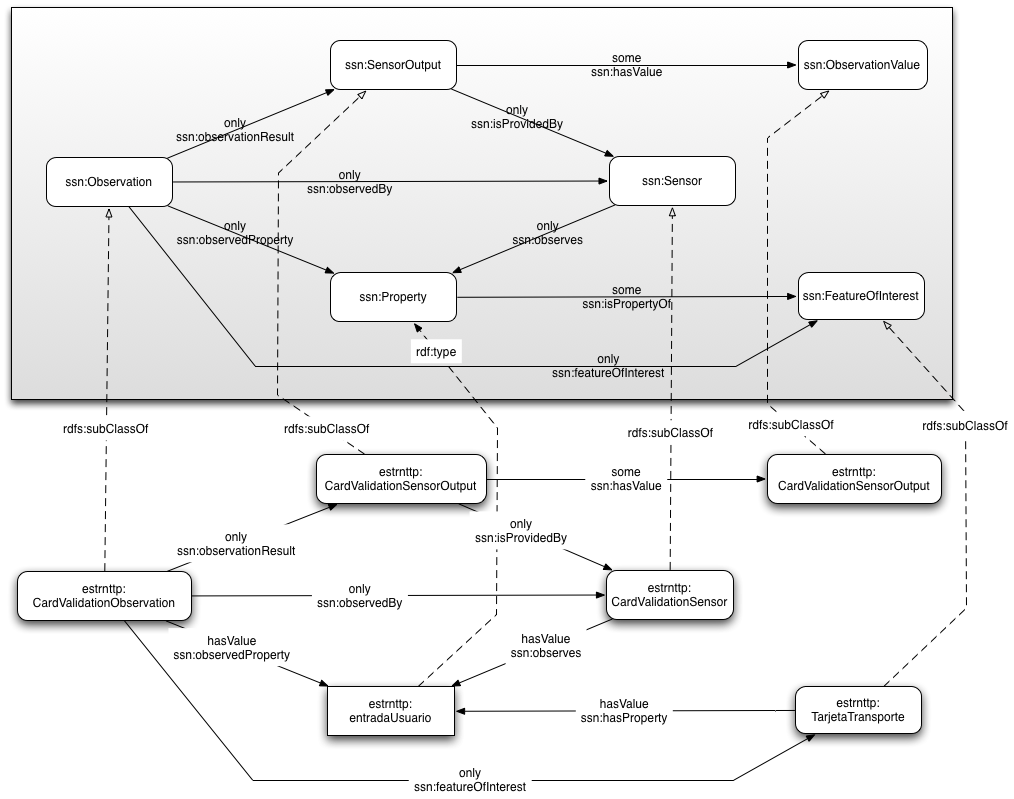 ssn:SensorOutput
some
ssn:hasValue
ssn:ObservationValue
only
ssn:observationResult
only
ssn:isProvidedBy
ssn:Observation
only
ssn:observedBy
ssn:Sensor
only
ssn:observedProperty
only
ssn:observes
ssn:Property
some
ssn:isPropertyOf
ssn:FeatureOfInterest
rdf:type
only
ssn:featureOfInterest
rdfs:subClassOf
rdfs:subClassOf
rdfs:subClassOf
rdfs:subClassOf
rdfs:subClassOf
estrnttp:
CardValidationSensorOutput
some
ssn:hasValue
estrnttp:
CardValidationSensorOutput
only
ssn:observationResult
only
ssn:isProvidedBy
estrnttp:
CardValidationObservation
only
ssn:observedBy
estrnttp:
CardValidationSensor
hasValue
ssn:observedProperty
hasValue
ssn:observes
estrnttp:
entradaUsuario
hasValue
ssn:hasProperty
estrnttp:
TarjetaTransporte
only
ssn:featureOfInterest